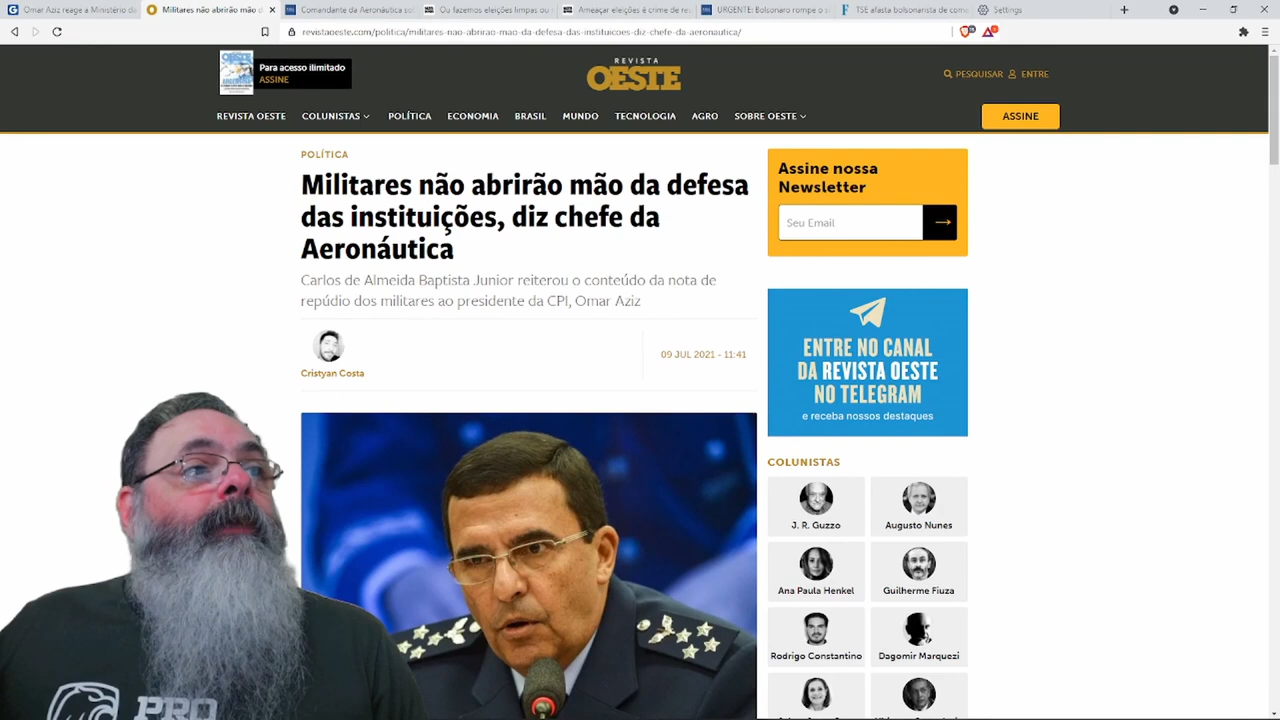 Omar Aziz reage a Ministério da
Militares não abrirão mão d
Comandante da Aeronáutica so
Ou fazemos eleições limpas ou
Ameaçar eleições é crime de res
URGENTE: Bolsonaro rompe o s
TSE afasta bolsonarista de com
Settings
revistaoeste.com/politica/militares-nao-abrirao-mao-da-defesa-das-instituicoes-diz-chefe-da-aeronautica/
Para acesso ilimitado
ASSINE
REVISTA
OESTE
PESQUISAR
ENTRE
REVISTA OESTE
COLUNISTAS
POLÍTICA
ECONOMIA
BRASIL
MUNDO
TECNOLOGIA
AGRO
SOBRE OESTE
ASSINE
POLÍTICA
Militares não abrirão mão da defesa
das instituições, diz chefe da
Aeronáutica
Carlos de Almeida Baptista Junior reiterou o conteúdo da nota de
repúdio dos militares ao presidente da CPI, Omar Aziz
Cristyan Costa
09 JUL 2021 - 11:41
Assine nossa
Newsletter
Seu Email
ENTRE NO CANAL
DA REVISTA OESTE
NO TELEGRAM
e receba nossos destaques
COLUNISTAS
J. R. Guzzo
Augusto Nunes
Ana Paula Henkel
Guilherme Fiuza
Rodrigo Constantino
Dagomir Marquezi
PRO